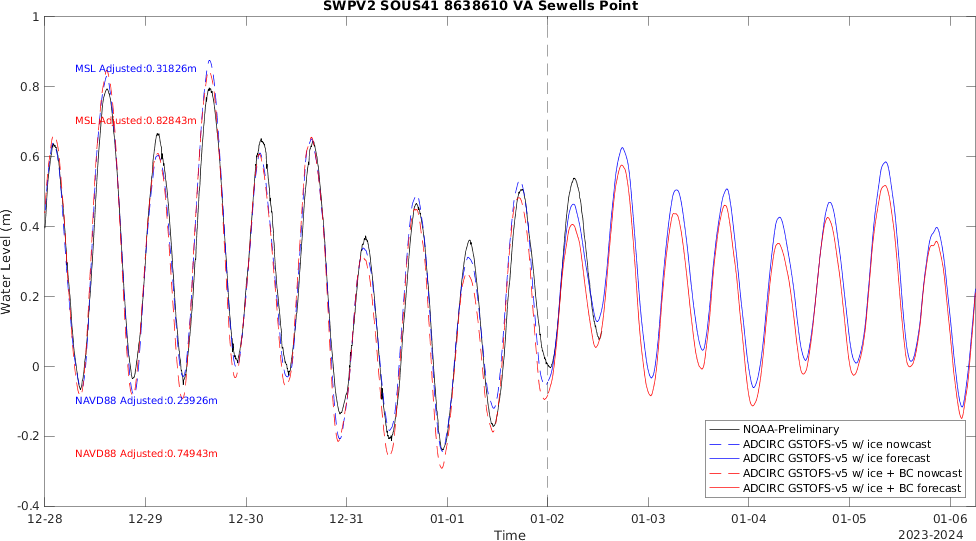 SWPV2 SOUS41 8638610 VA Sewells Point
1
0.8
0.6
0.4
0.2
0
-0.2
-0.4
Water Level (m)
MSL Adjusted:0.31826m
MSL Adjusted:0.82843m
NAVD88 Adjusted:0.23926m
NAVD88 Adjusted:0.74943m
NOAA-Preliminary
ADCIRC GSTOFS-v5 w/ ice nowcast
ADCIRC GSTOFS-v5 w/ ice forecast
ADCIRC GSTOFS-v5 w/ ice + BC nowcast
ADCIRC GSTOFS-v5 w/ ice + BC forecast
12-28 12-29 12-30 12-31 01-01 01-02 01-03 01-04 01-05 01-06
Time
2023-2024